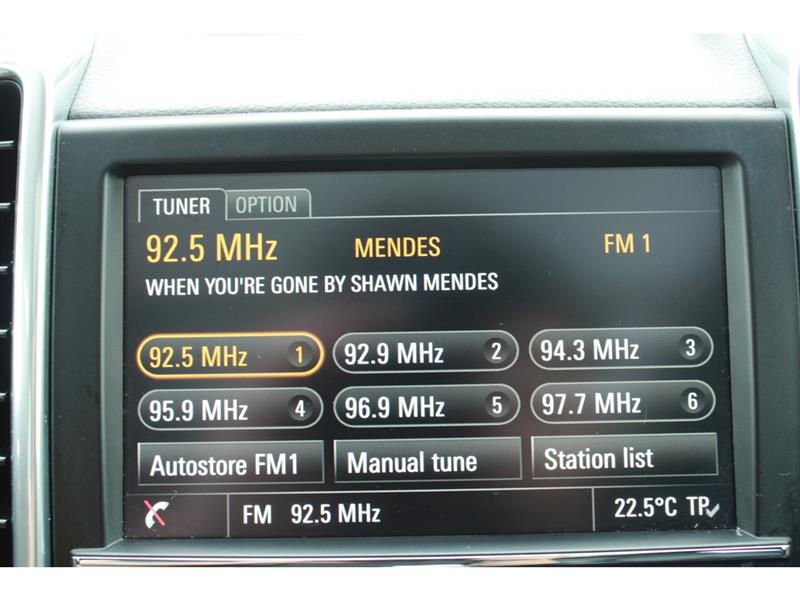 TUNER OPTION
92.5 MHz MENDES FM 1
WHEN YOU'RE GONE BY SHAWN MENDES
92.5 MHz 1 92.9 MHz 2 94.3 MHz 3
95.9 MHz 4 96.9 MHz 5 97.7 MHz 6
Autostore FM1 Manual tune Station list
FM 92.5 MHz 22.5°C TP